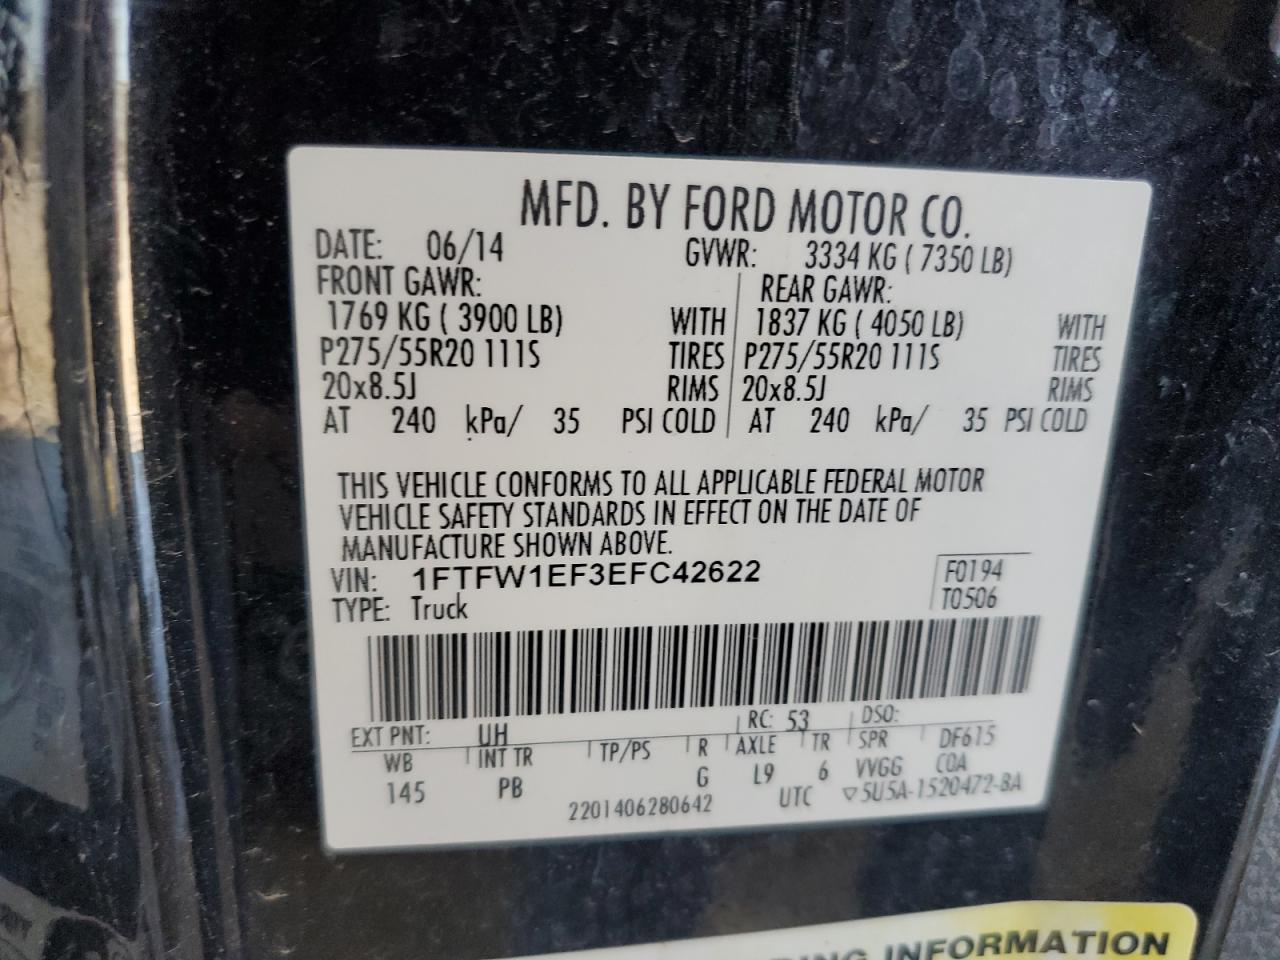 MFD. BY FORD MOTOR CO.
DATE: 06/14 GVWR: 3334 KG ( 7350 LB)
FRONT GAWR: REAR GAWR:
1769 KG ( 3900 LB) WITH 1837 KG ( 4050 LB) WITH
P275/55R20 111S TIRES P275/55R20 111S TIRES
20x8.5J RIMS 20x8.5J RIMS
AT 240 kPa/ 35 PSI COLD AT 240 kPa/ 35 PSI COLD
THIS VEHICLE CONFORMS TO ALL APPLICABLE FEDERAL MOTOR
VEHICLE SAFETY STANDARDS IN EFFECT ON THE DATE OF
MANUFACTURE SHOWN ABOVE.
VIN: 1FTFW1EF3EFC42622 F0194
TYPE: Truck T0506
EXT PNT: UH RC: 53 DSO:
WB INT TR TP/PS R AXLE TR SPR DF615
145 PB G L9 6 VVGG COA
2201406280642 UTC ▽5U5A-1520472-BA
INFORMATION